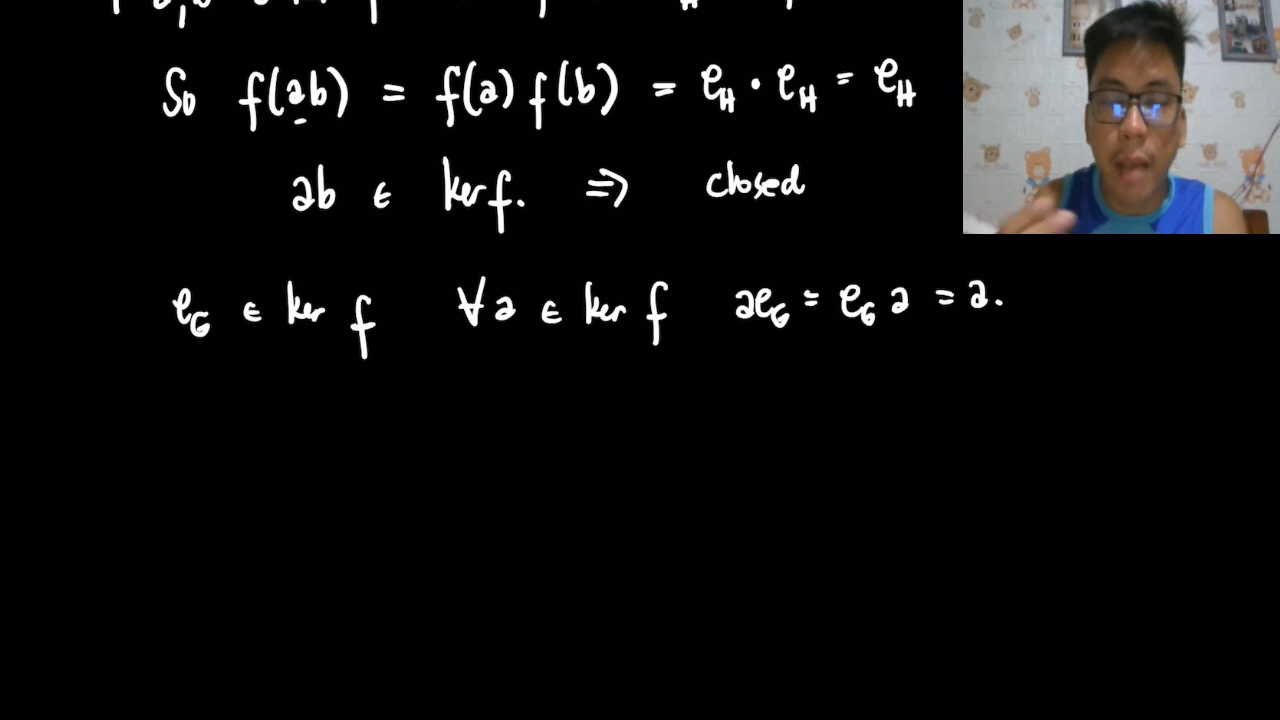 So f(ab) = f(a) f(b) = e_H · e_H = e_H
ab ∈ ker f. ⇒ closed
e_G ∈ ker f ∀a ∈ ker f ae_G = e_G a = a.